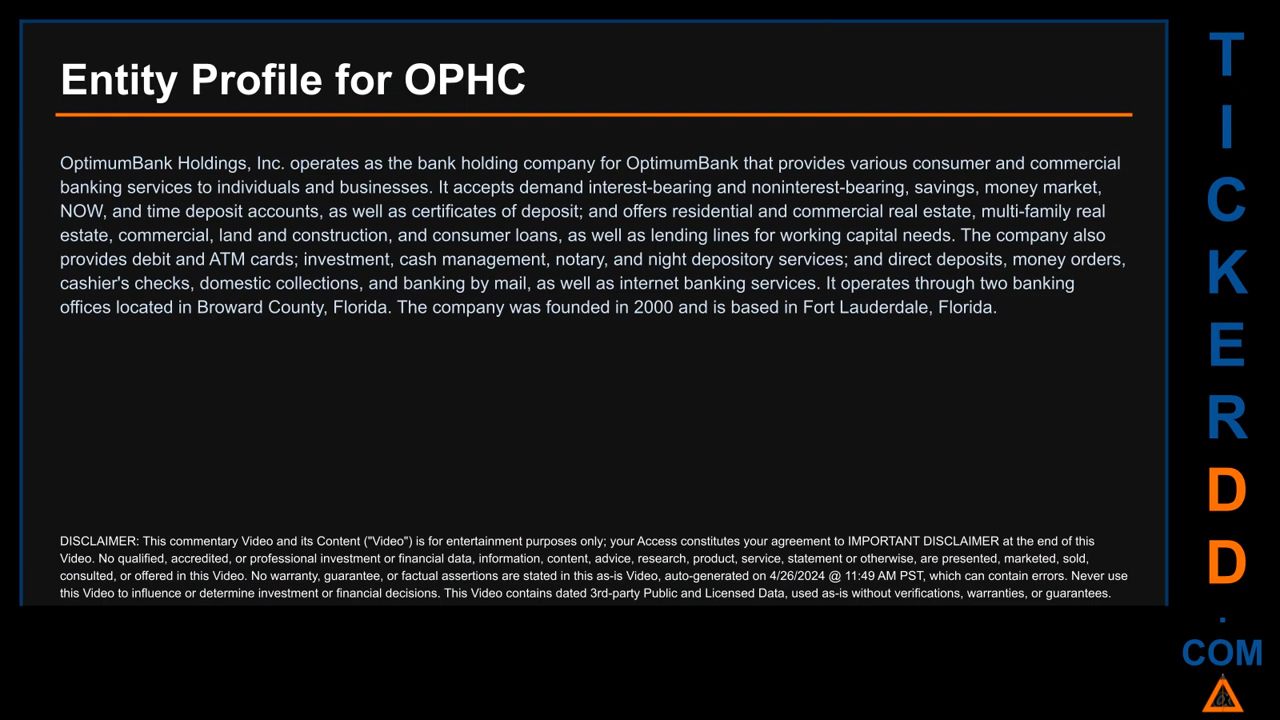 Entity Profile for OPHC
OptimumBank Holdings, Inc. operates as the bank holding company for OptimumBank that provides various consumer and commercial
banking services to individuals and businesses. It accepts demand interest-bearing and noninterest-bearing, savings, money market,
NOW, and time deposit accounts, as well as certificates of deposit; and offers residential and commercial real estate, multi-family real
estate, commercial, land and construction, and consumer loans, as well as lending lines for working capital needs. The company also
provides debit and ATM cards; investment, cash management, notary, and night depository services; and direct deposits, money orders,
cashier's checks, domestic collections, and banking by mail, as well as internet banking services. It operates through two banking
offices located in Broward County, Florida. The company was founded in 2000 and is based in Fort Lauderdale, Florida.
DISCLAIMER: This commentary Video and its Content ("Video") is for entertainment purposes only; your Access constitutes your agreement to IMPORTANT DISCLAIMER at the end of this
Video. No qualified, accredited, or professional investment or financial data, information, content, advice, research, product, service, statement or otherwise, are presented, marketed, sold,
consulted, or offered in this Video. No warranty, guarantee, or factual assertions are stated in this as-is Video, auto-generated on 4/26/2024 @ 11:49 AM PST, which can contain errors. Never use
this Video to influence or determine investment or financial decisions. This Video contains dated 3rd-party Public and Licensed Data, used as-is without verifications, warranties, or guarantees.
T
I
C
K
E
R
D
D
.
COM